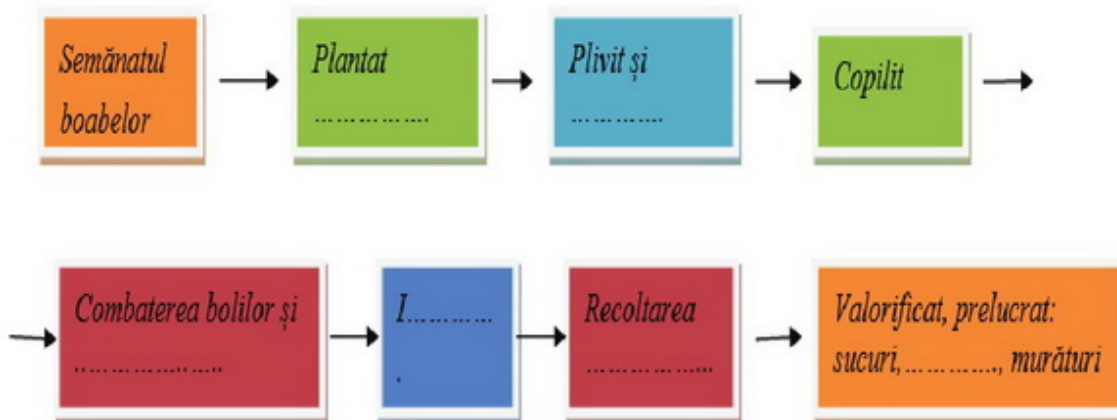 Semănatul
boabelor
Plantat
…………….
Plivit și
………….
Copilit
Combaterea bolilor și
..…………..…..
I…………
.
Recoltarea
……………...
Valorificat, prelucrat:
sucuri,…………., murături